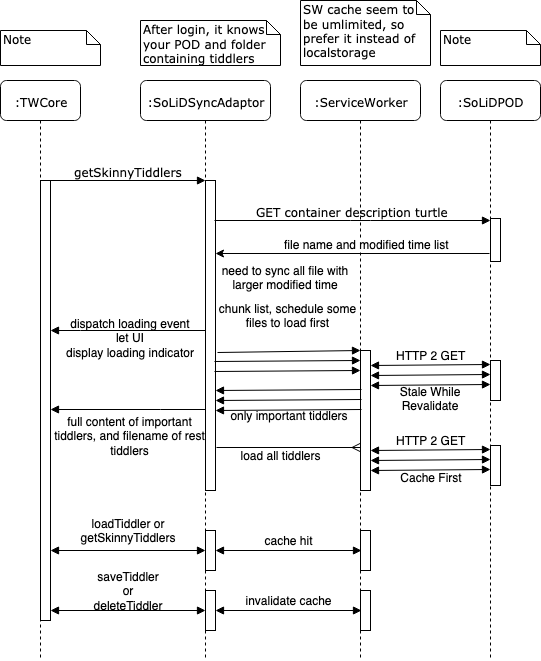 Note
After login, it knows
your POD and folder
containing tiddlers
SW cache seem to
be umlimited, so
prefer it instead of
localstorage
Note
:TWCore
:SoLiDSyncAdaptor
:ServiceWorker
:SoLiDPOD
getSkinnyTiddlers
GET container description turtle
file name and modified time list
need to sync all file with
larger modified time
chunk list, schedule some
files to load first
dispatch loading event
let UI
display loading indicator
HTTP 2 GET
Stale While
Revalidate
only important tiddlers
full content of important
tiddlers, and filename of rest
tiddlers
HTTP 2 GET
load all tiddlers
Cache First
loadTiddler or
getSkinnyTiddlers
cache hit
saveTiddler
or
deleteTiddler
invalidate cache